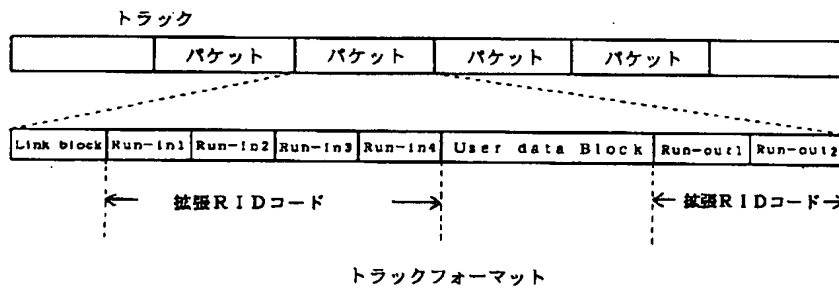 トラック
パケット パケット パケット パケット
Link block Run-in1 Run-in2 Run-in3 Run-in4 User data Block Run-out1 Run-out2
拡張RIDコード 拡張RIDコード
トラックフォーマット